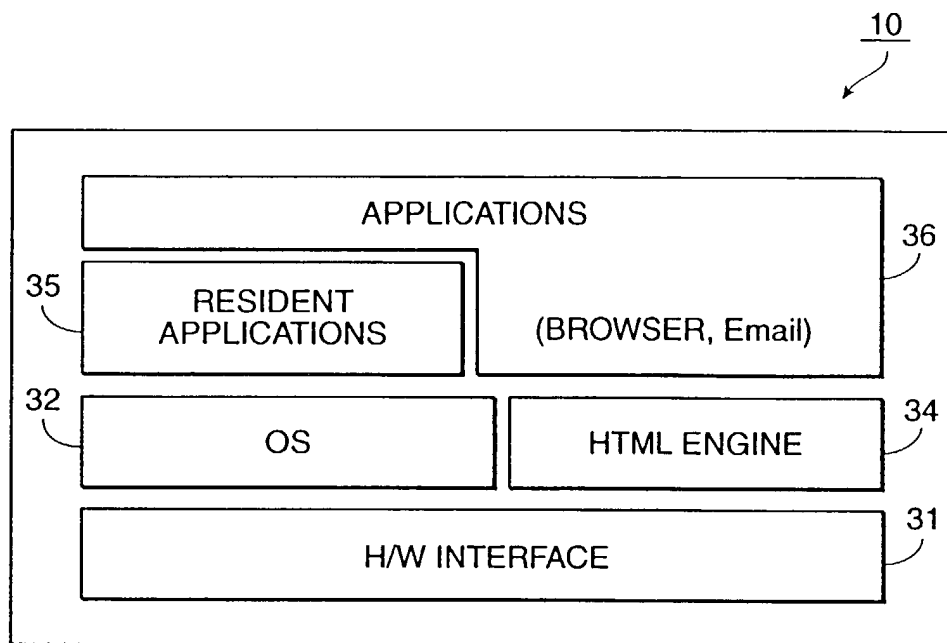 10
APPLICATIONS
36
35
RESIDENT
APPLICATIONS
(BROWSER, Email)
32
OS
HTML ENGINE
34
31
H/W INTERFACE